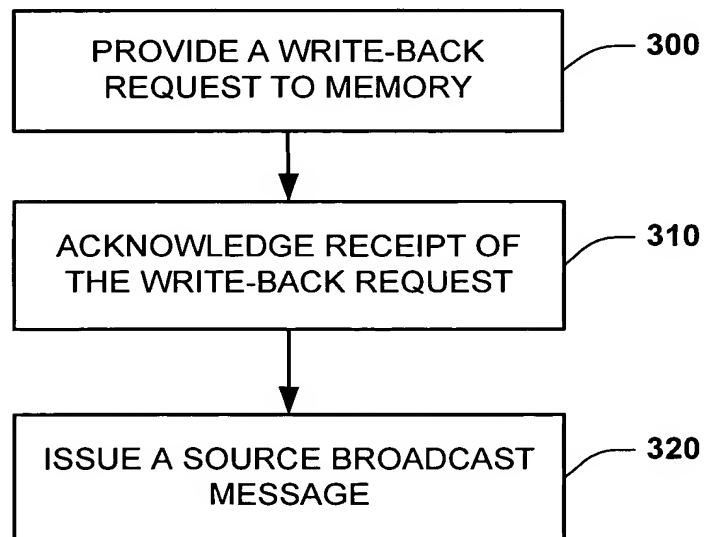 PROVIDE A WRITE-BACK
REQUEST TO MEMORY
300
ACKNOWLEDGE RECEIPT OF
THE WRITE-BACK REQUEST
310
ISSUE A SOURCE BROADCAST
MESSAGE
320